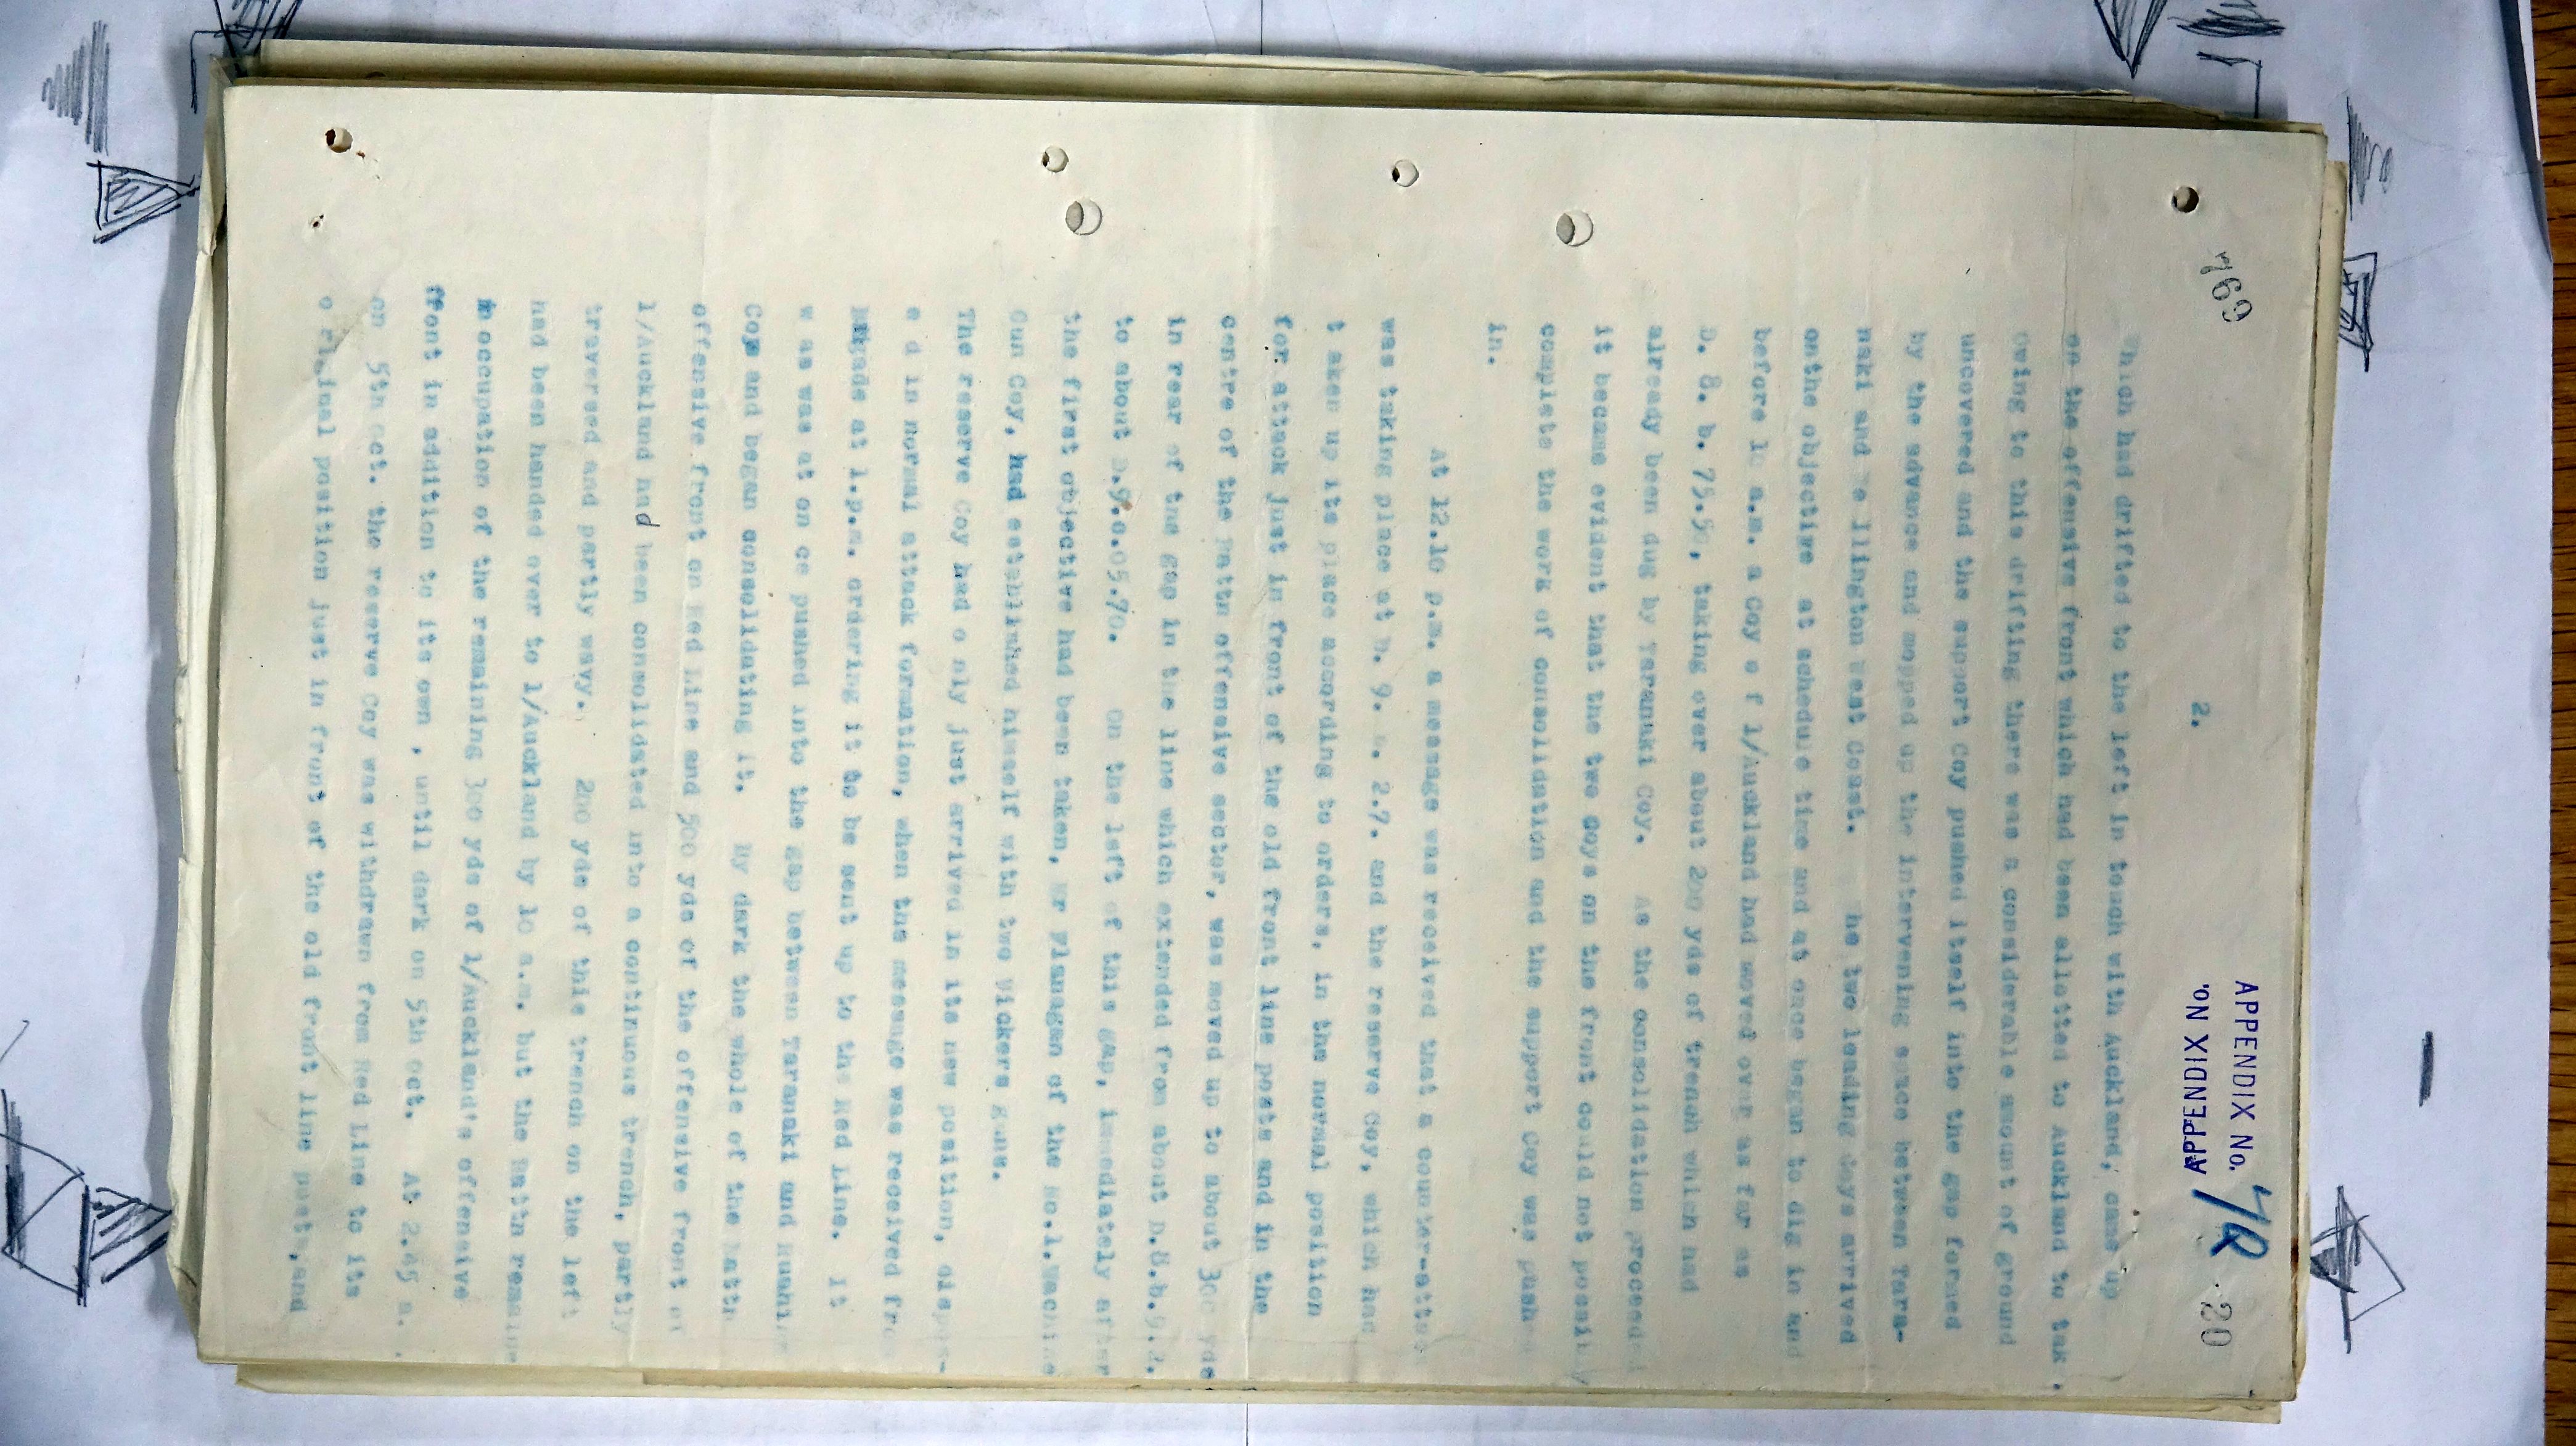 769
APPENDIX No. 20
APPENDIX No.
2.
which had drifted to the left in touch with Auckland, came up
on the offensive front which had been allotted to Auckland to tak .
Owing to this drifting there was a considerable amount of ground
uncovered and the support Coy pushed itself into the gap formed
by the advance and mopped up the intervening space between Tara-
naki and We llington West Coast. The two leading Coys arrived
onthe objective at schedule time and at once began to dig in and
before 10 a.m. a Coy o f 1/Auckland had moved over as far as
D. 8. b. 75.50, taking over about 200 yds of trench which had
already been dug by Taranaki Coy. As the consolidation proceeded
it became evident that the two Coys on the front could not possibly
complete the work of consolidation and the support Coy was push
in.
At 12.10 p.m. a message was received that a counter-attac
was taking place at D. 9. 2.7. and the reserve Coy, which had
t aken up its place according to orders, in the normal position
for attack just in front of the old front line posts and in the
centre of the Battn offensive sector, was moved up to about 300 yds
in rear of the gap in the line which extended from about D.8.b.9.2.
to about D.9.a.05.70. On the left of this gap, immediately after
the first objective had been taken, Mr Flanagan of the No.1.Machine
Gun Coy, had established himself with two Vickers guns.
The reserve Coy had o nly just arrived in its new position, dispos-
e d in normal attack formation, when the message was received fro
Brigade at 1.p.m. ordering it to be sent up to the Red Line. It
w as was at on ce pushed into the gap between Taranaki and Ruahine
Coys and began consolidating it. By dark the whole of the Battn
offensive front on Red Line and 500 yds of the offensive front on
1/Auckland had been consolidated into a continuous trench, partly
traversed and partly wavy. 200 yds of this trench on the left
had been handed over to 1/Auckland by 10 a.m. but the Battn remaine
in occupation of the remaining 300 yds of 1/Auckland's offensive
front in addition to its own , until dark on 5th Oct. At 2.45 a. .
on 5th Oct. the reserve Coy was withdrawn from Red Line to its
o riginal position just in front of the old front line post ,and